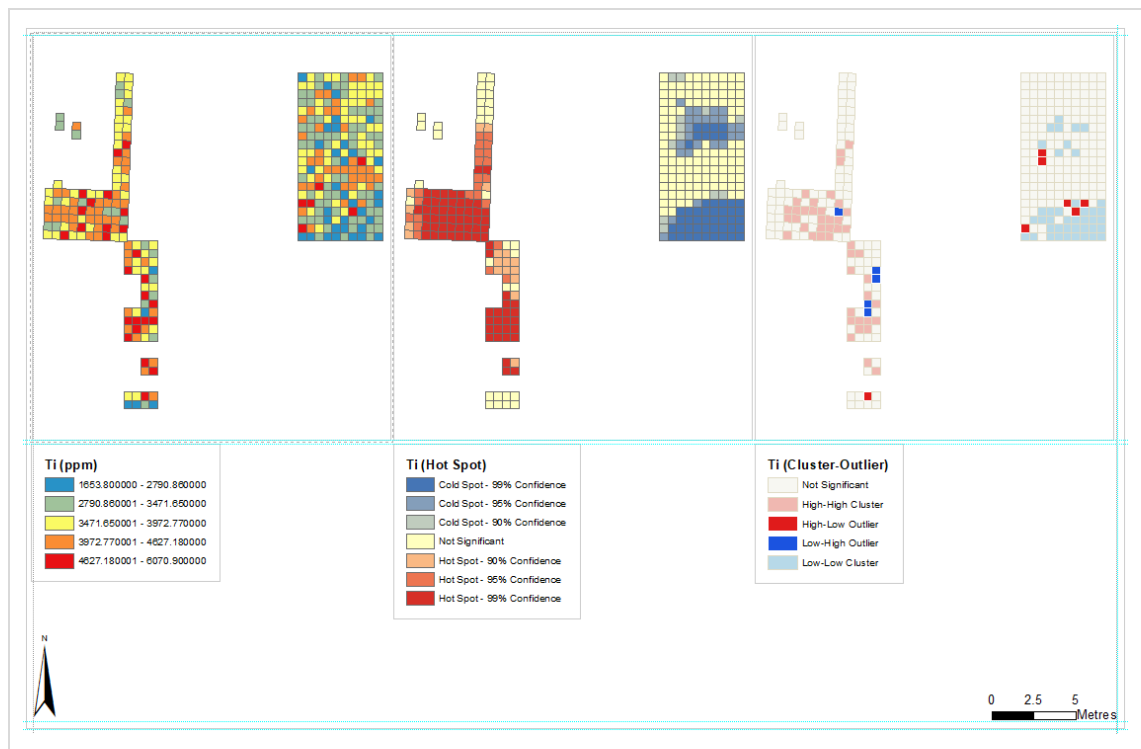 Ti (ppm)
1653.800000 - 2790.860000
2790.860001 - 3471.650000
3471.650001 - 3972.770000
3972.770001 - 4627.180000
4627.180001 - 6070.900000
Ti (Hot Spot)
Cold Spot - 99% Confidence
Cold Spot - 95% Confidence
Cold Spot - 90% Confidence
Not Significant
Hot Spot - 90% Confidence
Hot Spot - 95% Confidence
Hot Spot - 99% Confidence
Ti (Cluster-Outlier)
Not Significant
High-High Cluster
High-Low Outlier
Low-High Outlier
Low-Low Cluster
N
0 2.5 5
Metres